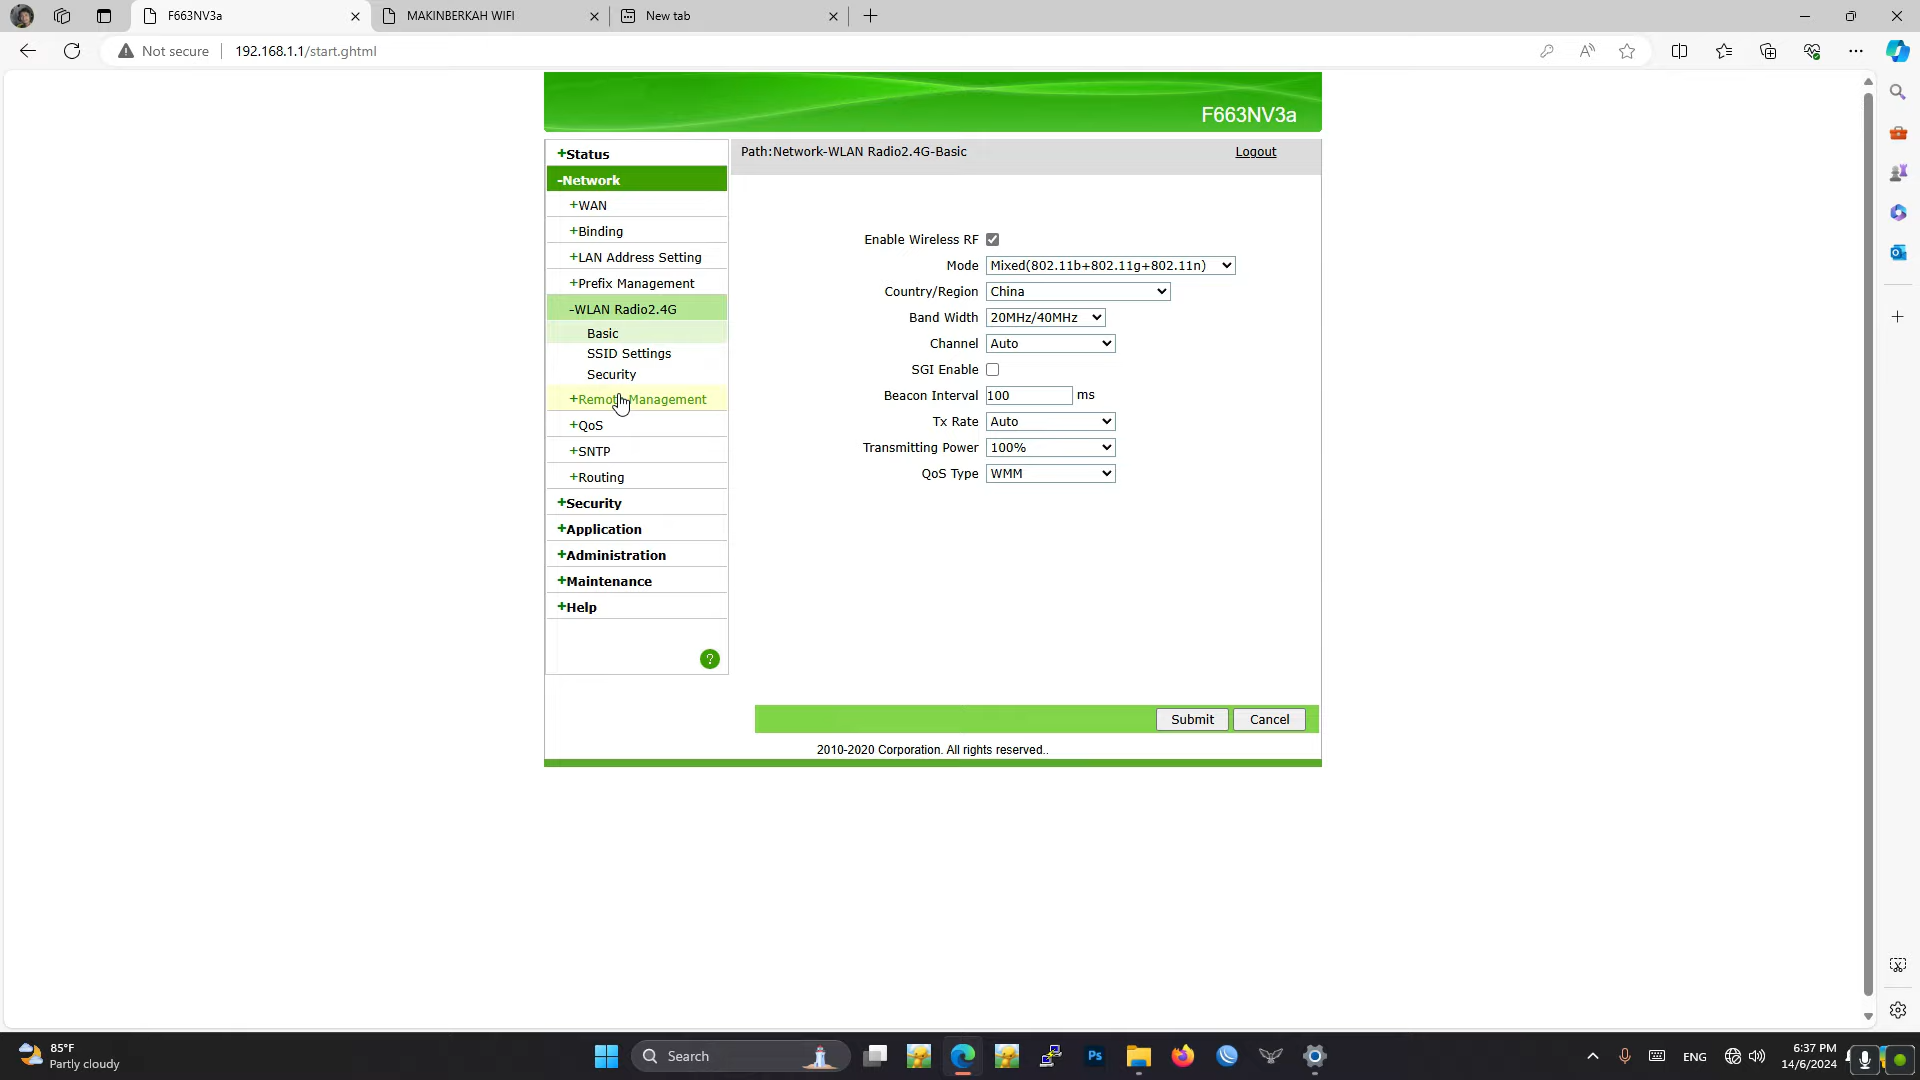 F663NV3a
MAKINBERKAH WIFI
New tab
Not secure
192.168.1.1/start.ghtml
F663NV3a
+Status
Path:Network-WLAN Radio2.4G-Basic
Logout
-Network
+WAN
+Binding
+LAN Address Setting
+Prefix Management
-WLAN Radio2.4G
Basic
SSID Settings
Security
+Remote Management
+QoS
+SNTP
+Routing
+Security
+Application
+Administration
+Maintenance
+Help
?
Enable Wireless RF
Mode Mixed(802.11b+802.11g+802.11n)
Country/Region China
Band Width 20MHz/40MHz
Channel Auto
SGI Enable
Beacon Interval 100 ms
Tx Rate Auto
Transmitting Power 100%
QoS Type WMM
Submit Cancel
2010-2020 Corporation. All rights reserved..
85°F
Partly cloudy
Search
Ps
ENG
6:37 PM
14/6/2024